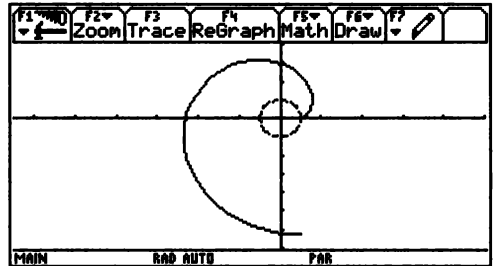 F1 F2 F3 F4 F5 F6 F7
Zoom Trace ReGraph Math Draw
MAIN RAD AUTO PAR